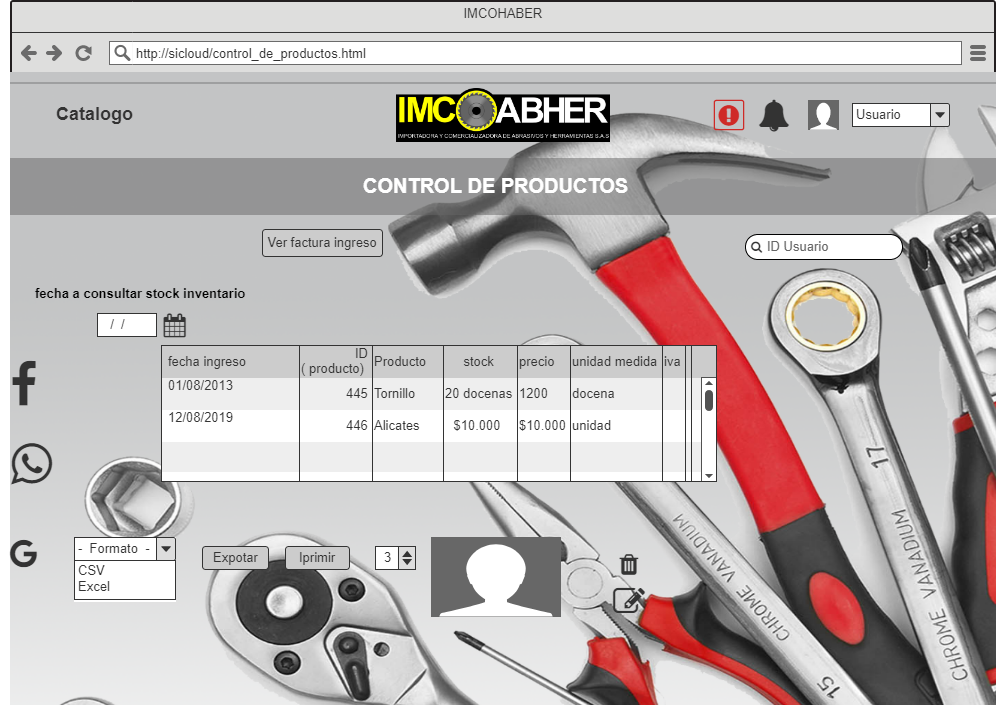 IMCOHABER
http://sicloud/control_de_productos.html
Catalogo
IMCOABHER
IMPORTADORA Y COMERCIALIZADORA DE ABRASIVOS Y HERRAMIENTAS S.A.S
Usuario
CONTROL DE PRODUCTOS
Ver factura ingreso
ID Usuario
fecha a consultar stock inventario
/ /
fecha ingreso ID ( producto) Producto stock precio unidad medida iva
01/08/2013 445 Tornillo 20 docenas 1200 docena
12/08/2019 446 Alicates $10.000 $10.000 unidad
- Formato -
CSV
Excel
Expotar
Iprimir
3
17
CHROME VANADIUM
15
CHROME VANADIUM